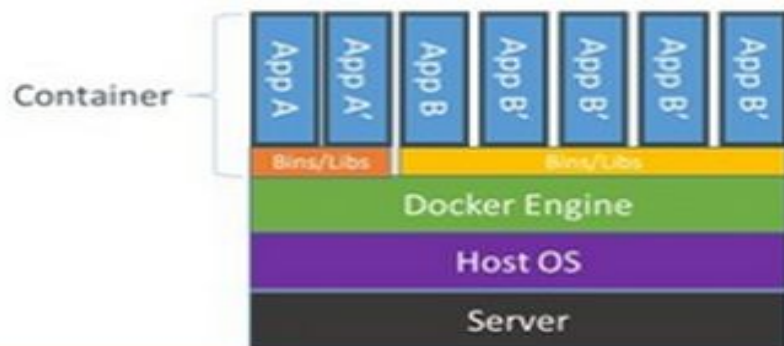 Container
App A
App A'
App B
App B'
App B'
App B'
App B'
Bins/Libs
Bins/Libs
Docker Engine
Host OS
Server